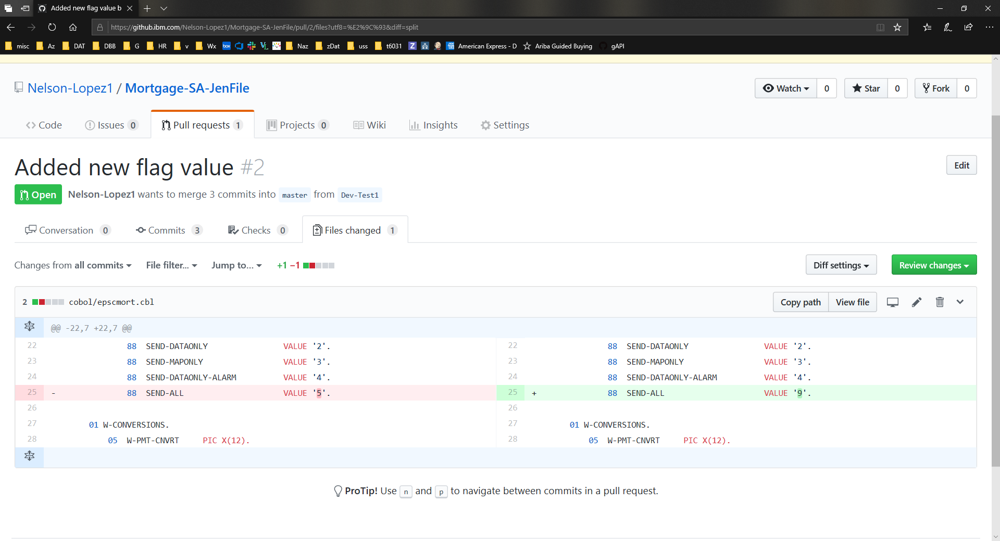 Added new flag value b
https://github.ibm.com/Nelson-Lopez1/Mortgage-SA-JenFile/pull/2/files?utf8=%E2%9C%93&diff=split
misc Az DAT DBB G HR v Wx box Naz zDat uss t6031 Z American Express - D Ariba Guided Buying gAPI
Nelson-Lopez1 / Mortgage-SA-JenFile
Watch 0 Star 0 Fork 0
Code Issues 0 Pull requests 1 Projects 0 Wiki Insights Settings
Added new flag value #2
Edit
Open Nelson-Lopez1 wants to merge 3 commits into master from Dev-Test1
Conversation 0 Commits 3 Checks 0 Files changed 1
Changes from all commits File filter... Jump to... +1 −1
Diff settings Review changes
2 cobol/epscmort.cbl Copy path View file
@@ -22,7 +22,7 @@
22 88 SEND-DATAONLY VALUE '2'. 22 88 SEND-DATAONLY VALUE '2'.
23 88 SEND-MAPONLY VALUE '3'. 23 88 SEND-MAPONLY VALUE '3'.
24 88 SEND-DATAONLY-ALARM VALUE '4'. 24 88 SEND-DATAONLY-ALARM VALUE '4'.
25 - 88 SEND-ALL VALUE '5'. 25 + 88 SEND-ALL VALUE '9'.
26 26
27 01 W-CONVERSIONS. 27 01 W-CONVERSIONS.
28 05 W-PMT-CNVRT PIC X(12). 28 05 W-PMT-CNVRT PIC X(12).
ProTip! Use n and p to navigate between commits in a pull request.